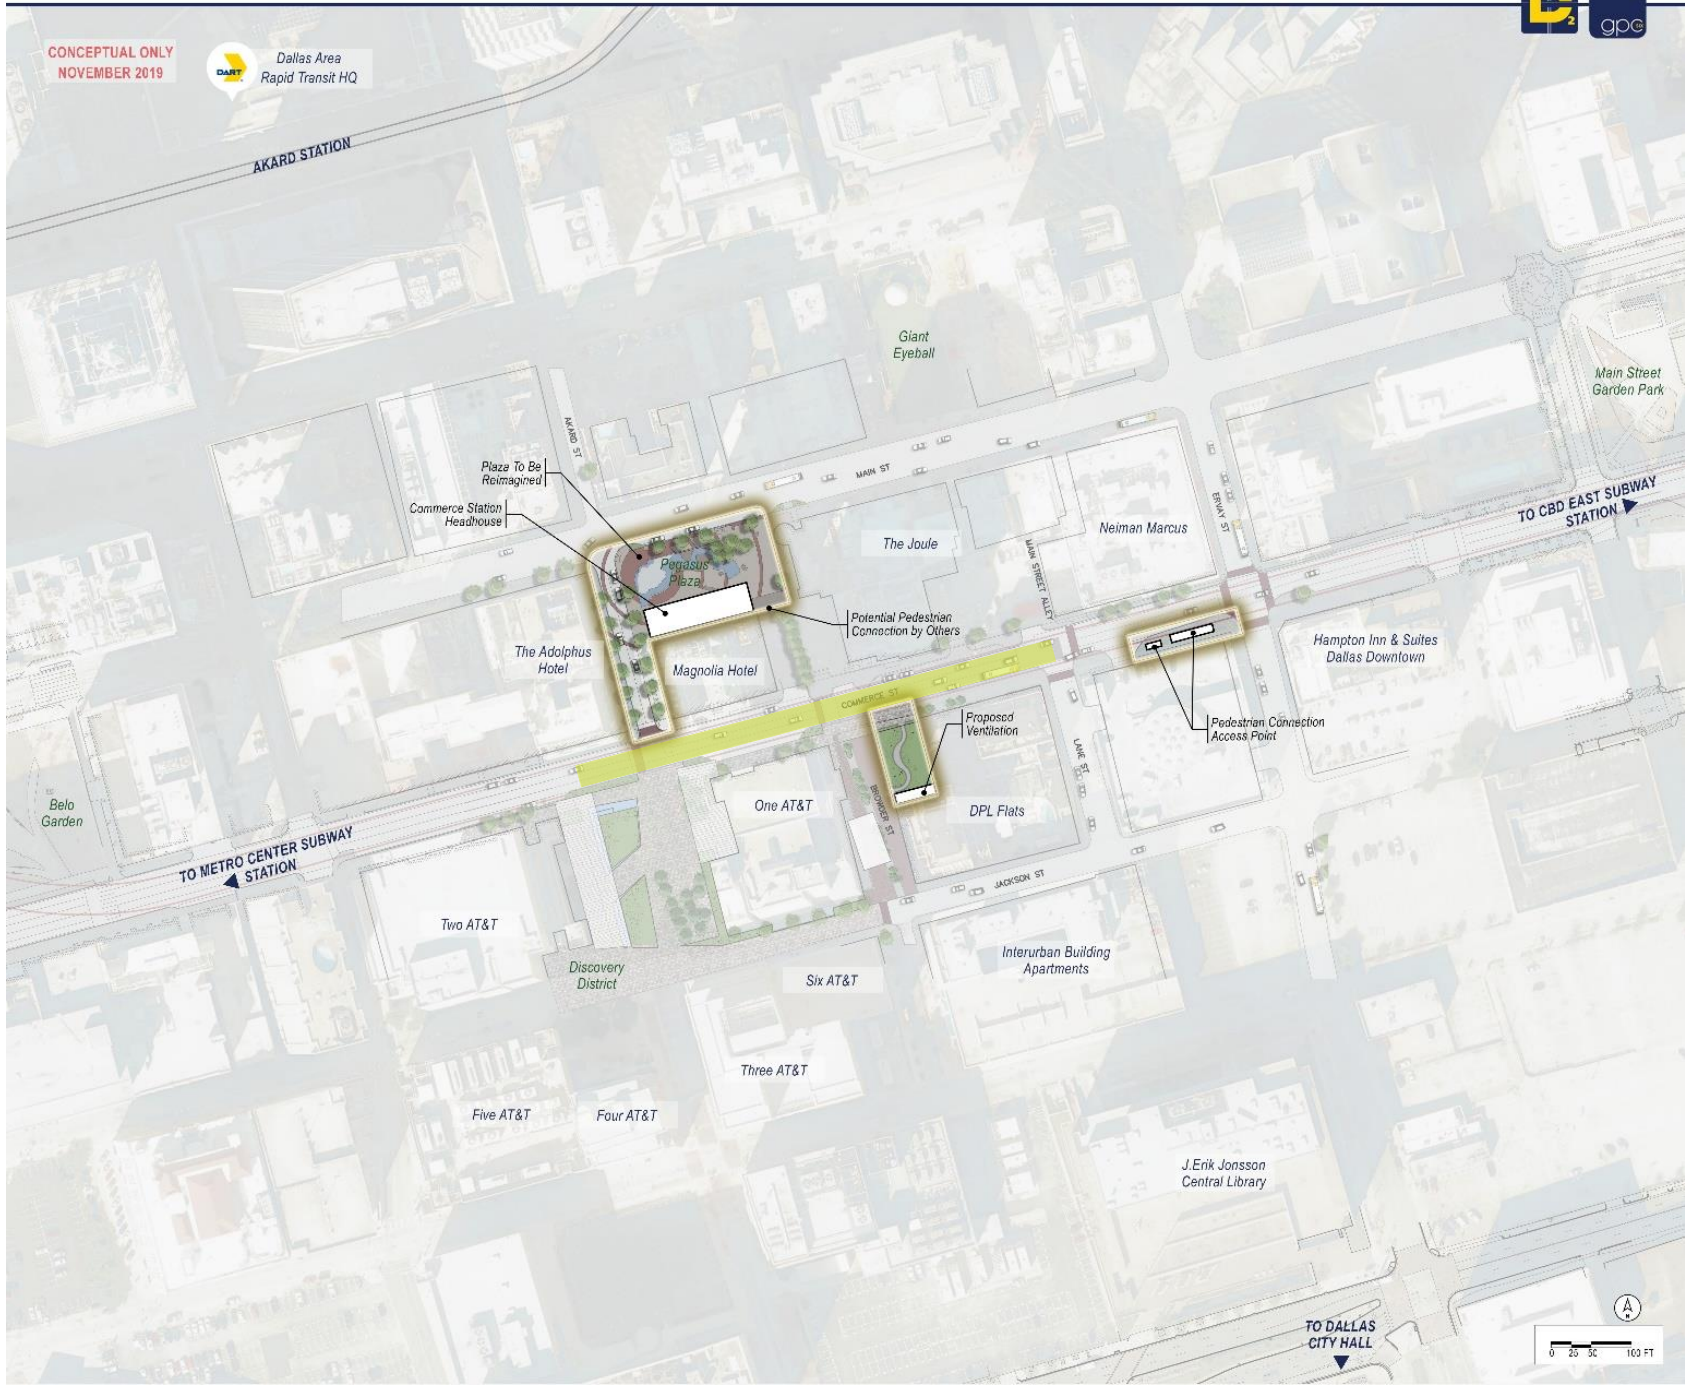 CONCEPTUAL ONLY
NOVEMBER 2019
DART
Dallas Area
Rapid Transit HQ
2
gpc
AKARD STATION
Giant
Eyeball
Main Street
Garden Park
AKARD ST
MAIN ST
ERVAY ST
Plaza To Be
Reimagined
Commerce Station
Headhouse
TO CBD EAST SUBWAY
STATION
Neiman Marcus
The Joule
MAIN STREET ALLEY
Pegasus
Plaza
Potential Pedestrian
Connection by Others
The Adolphus
Hotel
Magnolia Hotel
Hampton Inn & Suites
Dallas Downtown
COMMERCE ST
Proposed
Ventilation
Pedestrian Connection
Access Point
LANE ST
BROWDER ST
One AT&T
DPL Flats
Belo
Garden
TO METRO CENTER SUBWAY
STATION
JACKSON ST
Two AT&T
Discovery
District
Six AT&T
Interurban Building
Apartments
Three AT&T
Five AT&T
Four AT&T
J.Erik Jonsson
Central Library
TO DALLAS
CITY HALL
N
0 25 50 100 FT